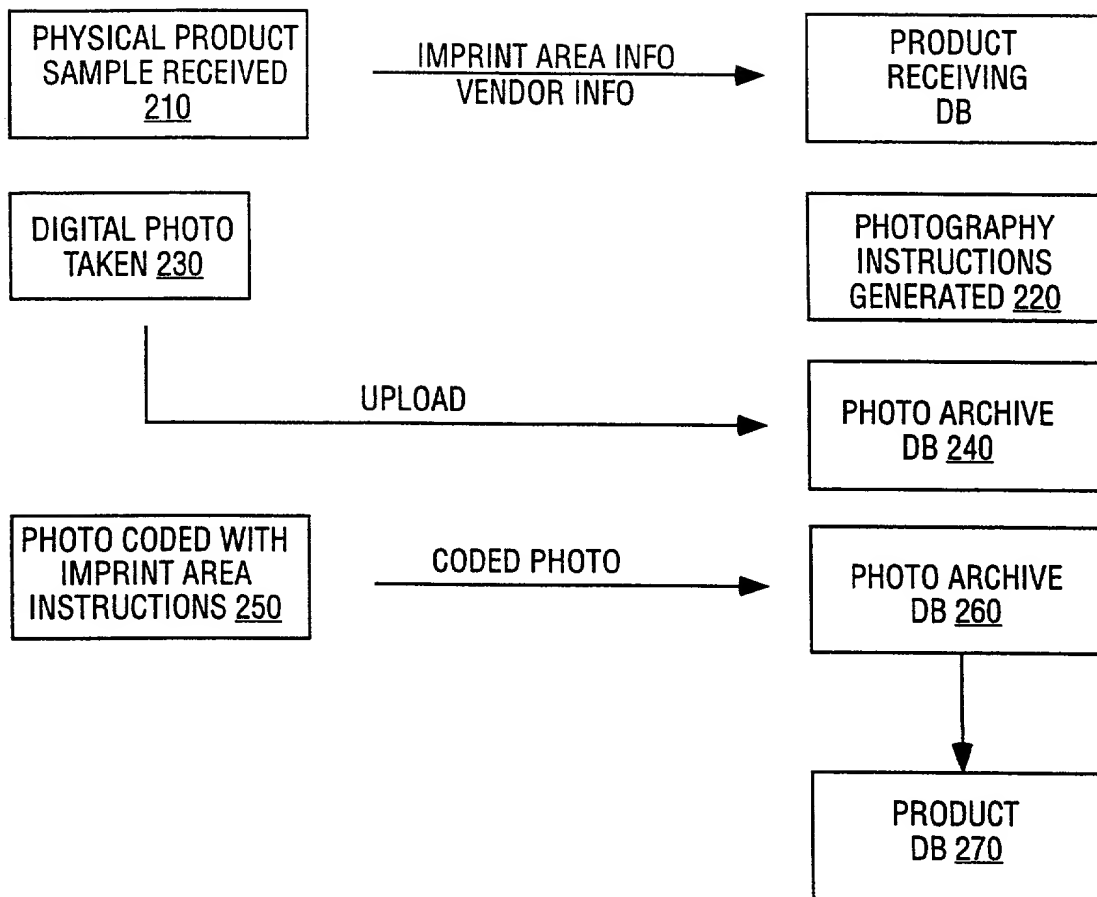 PHYSICAL PRODUCT
SAMPLE RECEIVED
210
IMPRINT AREA INFO
VENDOR INFO
PRODUCT
RECEIVING
DB
DIGITAL PHOTO
TAKEN 230
PHOTOGRAPHY
INSTRUCTIONS
GENERATED 220
UPLOAD
PHOTO ARCHIVE
DB 240
PHOTO CODED WITH
IMPRINT AREA
INSTRUCTIONS 250
CODED PHOTO
PHOTO ARCHIVE
DB 260
PRODUCT
DB 270